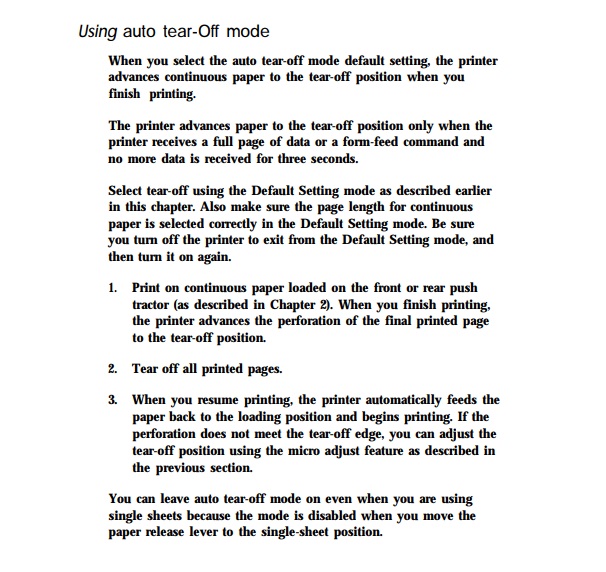 Using auto tear-Off mode
When you select the auto tear-off mode default setting, the printer
advances continuous paper to the tear-off position when you
finish printing.
The printer advances paper to the tear-off position only when the
printer receives a full page of data or a form-feed command and
no more data is received for three seconds.
Select tear-off using the Default Setting mode as described earlier
in this chapter. Also make sure the page length for continuous
paper is selected correctly in the Default Setting mode. Be sure
you turn off the printer to exit from the Default Setting mode, and
then turn it on again.
1. Print on continuous paper loaded on the front or rear push
tractor (as described in Chapter 2). When you finish printing,
the printer advances the perforation of the final printed page
to the tear-off position.
2. Tear off all printed pages.
3. When you resume printing, the printer automatically feeds the
paper back to the loading position and begins printing. If the
perforation does not meet the tear-off edge, you can adjust the
tear-off position using the micro adjust feature as described in
the previous section.
You can leave auto tear-off mode on even when you are using
single sheets because the mode is disabled when you move the
paper release lever to the single-sheet position.